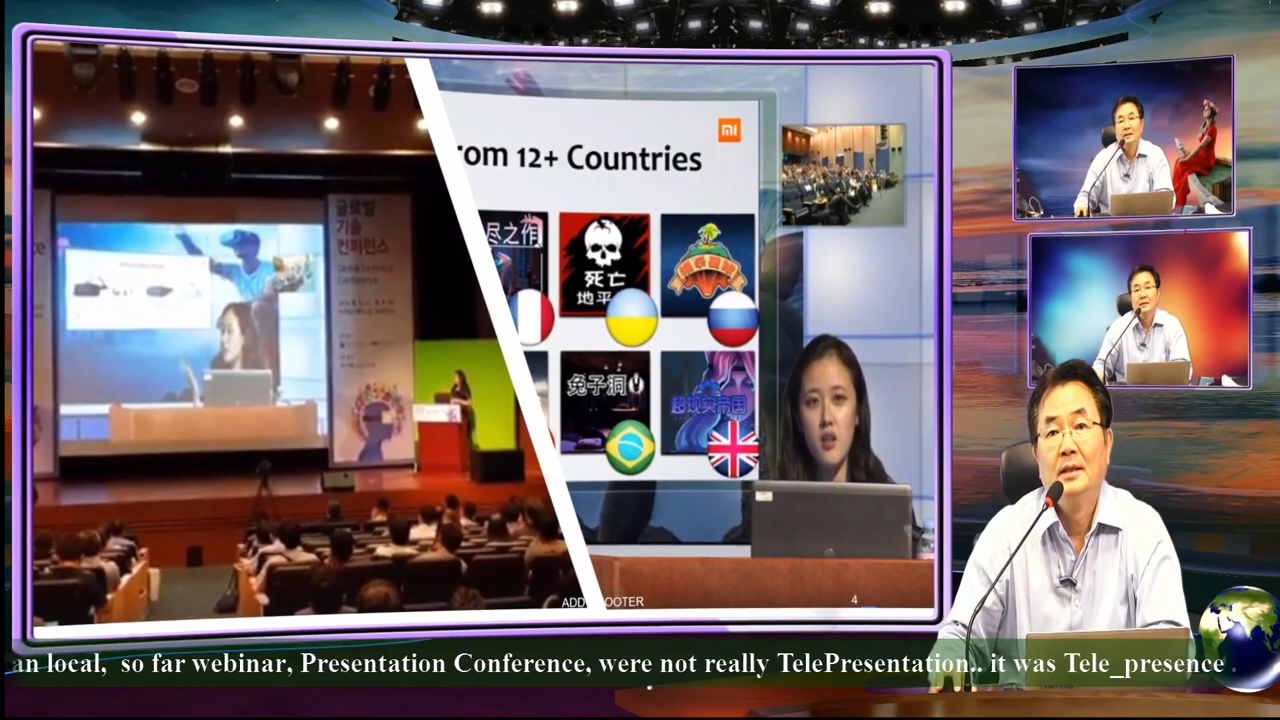 글로벌
기술
컨퍼런스
rom 12+ Countries
尽之作
死亡
地平
兔子洞
超现实帝国
ADD
OOTER
4
an local, so far webinar, Presentation Conference, were not really TelePresentation.. it was Tele_presence .